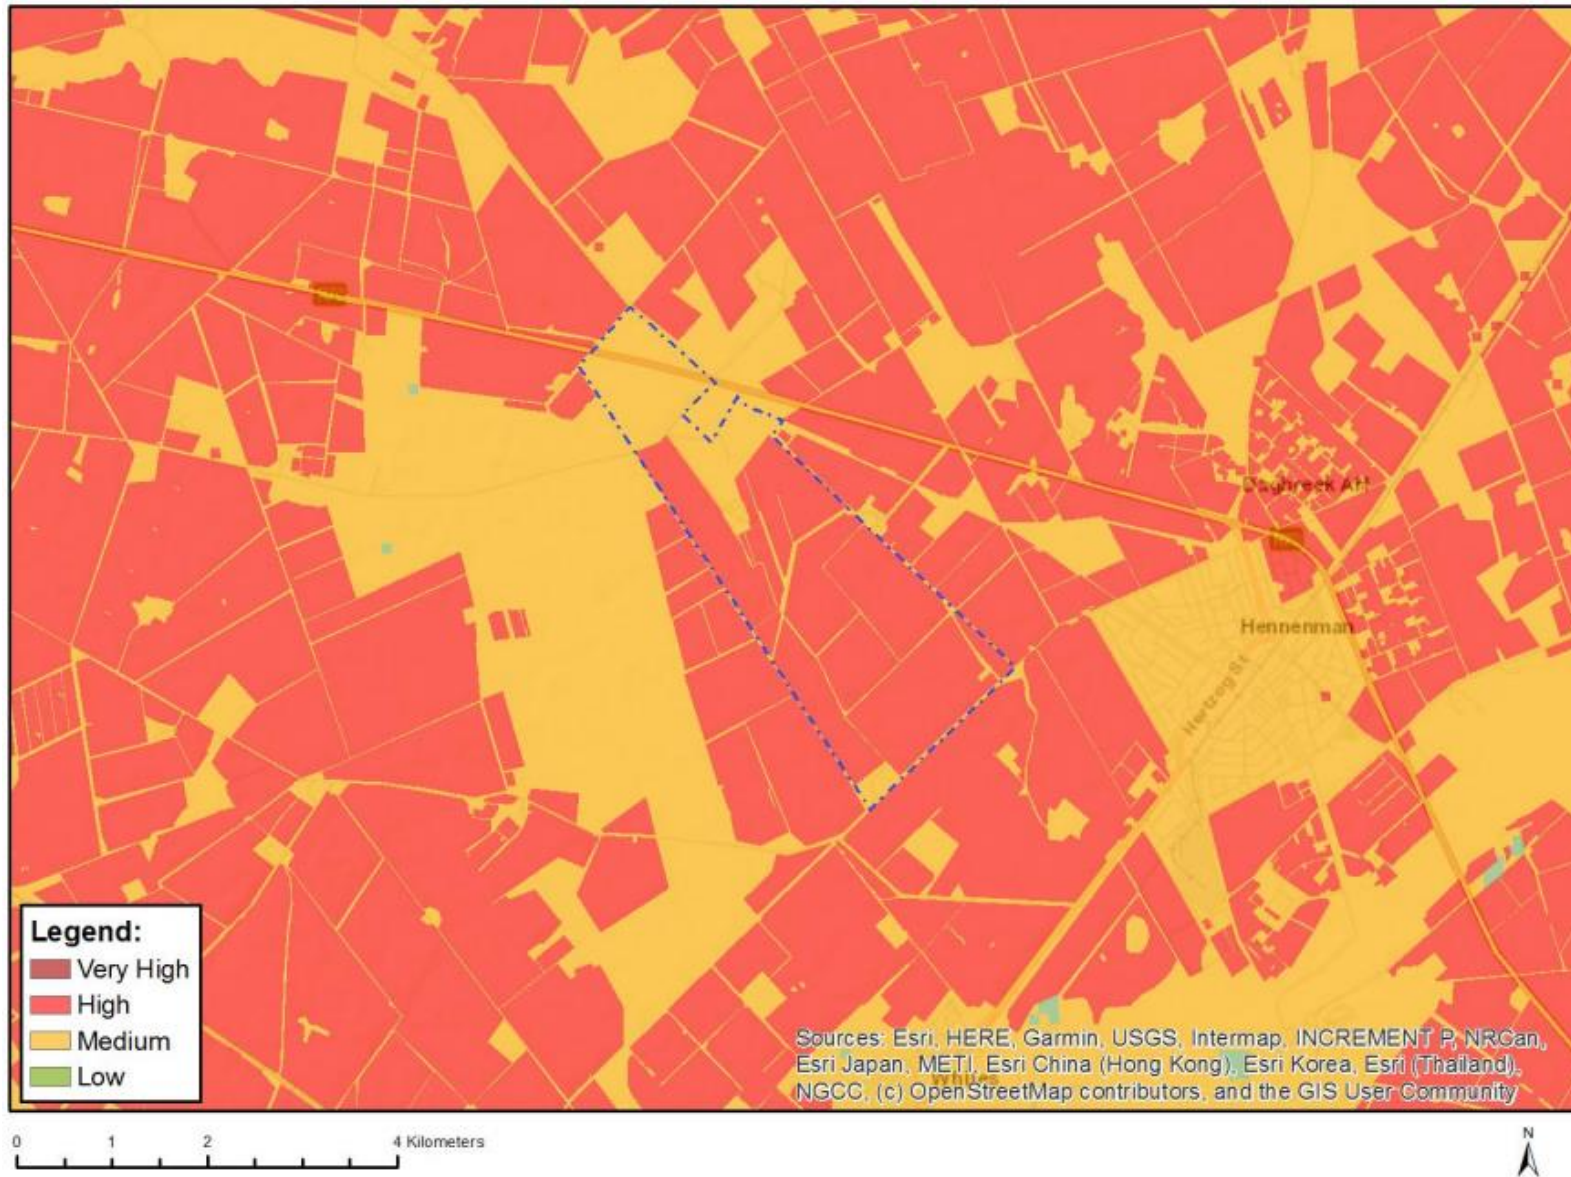 Dagbreek AH
Hennenman
Hertzog St
Legend:
Very High
High
Medium
Low
Sources: Esri, HERE, Garmin, USGS, Intermap, INCREMENT P, NRCan,
Esri Japan, METI, Esri China (Hong Kong), Esri Korea, Esri (Thailand),
Whites
NGCC, (c) OpenStreetMap contributors, and the GIS User Community
0 1 2 4 Kilometers
N